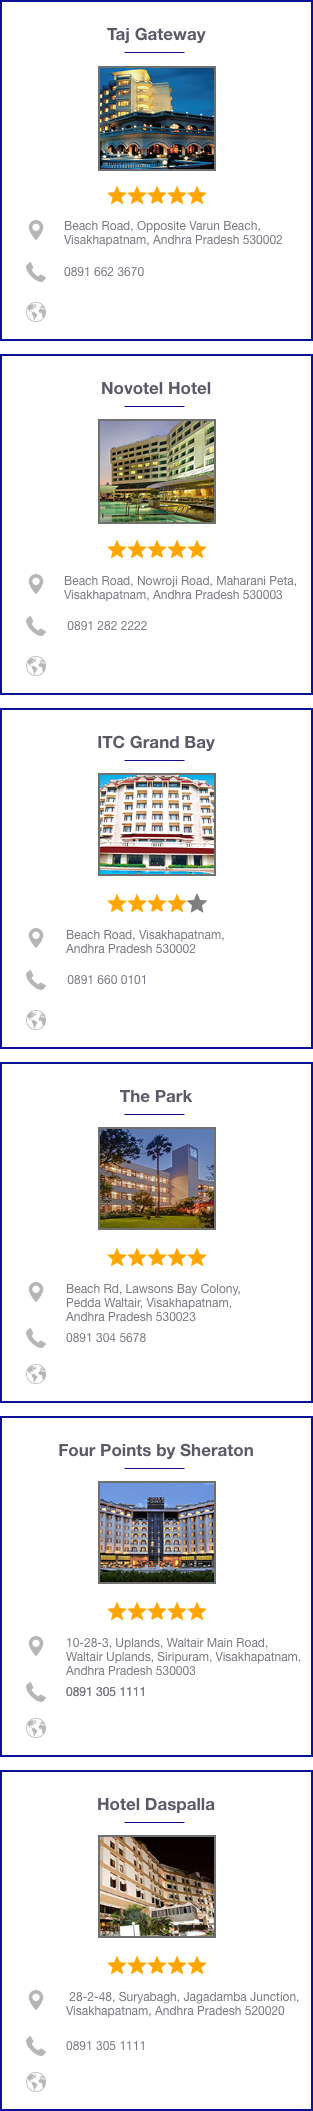 Taj Gateway
Beach Road, Opposite Varun Beach,
Visakhapatnam, Andhra Pradesh 530002
0891 662 3670
Novotel Hotel
Beach Road, Nowroji Road, Maharani Peta,
Visakhapatnam, Andhra Pradesh 530003
0891 282 2222
ITC Grand Bay
Beach Road, Visakhapatnam,
Andhra Pradesh 530002
0891 660 0101
The Park
Beach Rd, Lawsons Bay Colony,
Pedda Waltair, Visakhapatnam,
Andhra Pradesh 530023
0891 304 5678
Four Points by Sheraton
10-28-3, Uplands, Waltair Main Road,
Waltair Uplands, Siripuram, Visakhapatnam,
Andhra Pradesh 530003
0891 305 1111
Hotel Daspalla
28-2-48, Suryabagh, Jagadamba Junction,
Visakhapatnam, Andhra Pradesh 520020
0891 305 1111